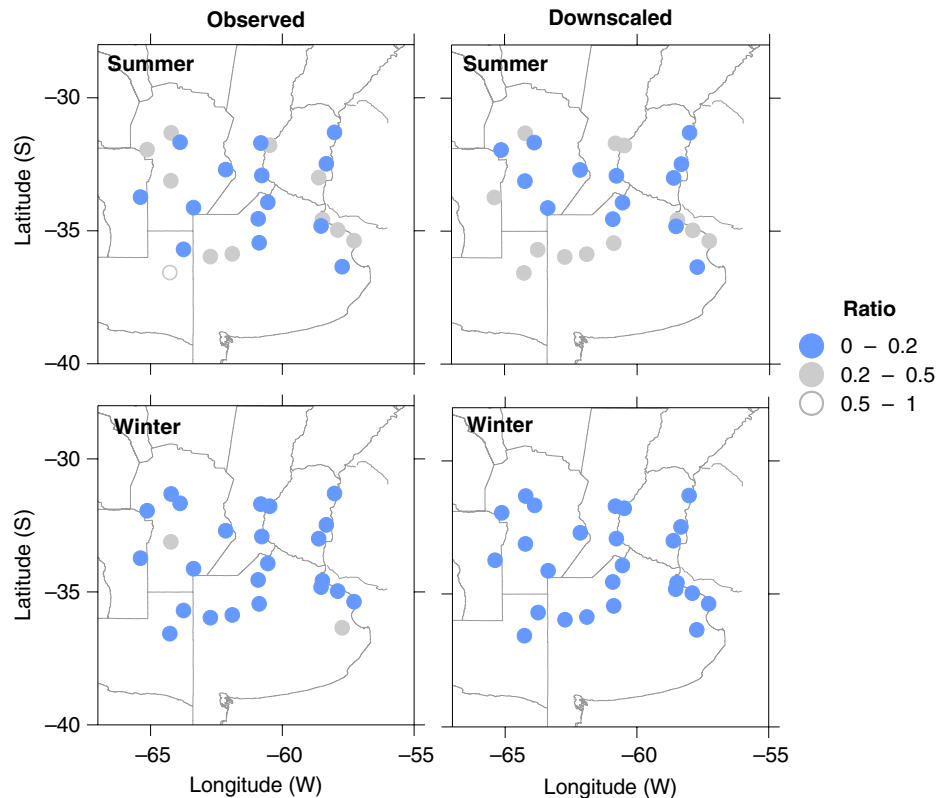 Observed
Downscaled
Summer
Summer
Latitude (S)
–30
–35
–40
Ratio
0 – 0.2
0.2 – 0.5
0.5 – 1
Winter
Winter
Latitude (S)
–30
–35
–40
–65
–60
–55
–65
–60
–55
Longitude (W)
Longitude (W)